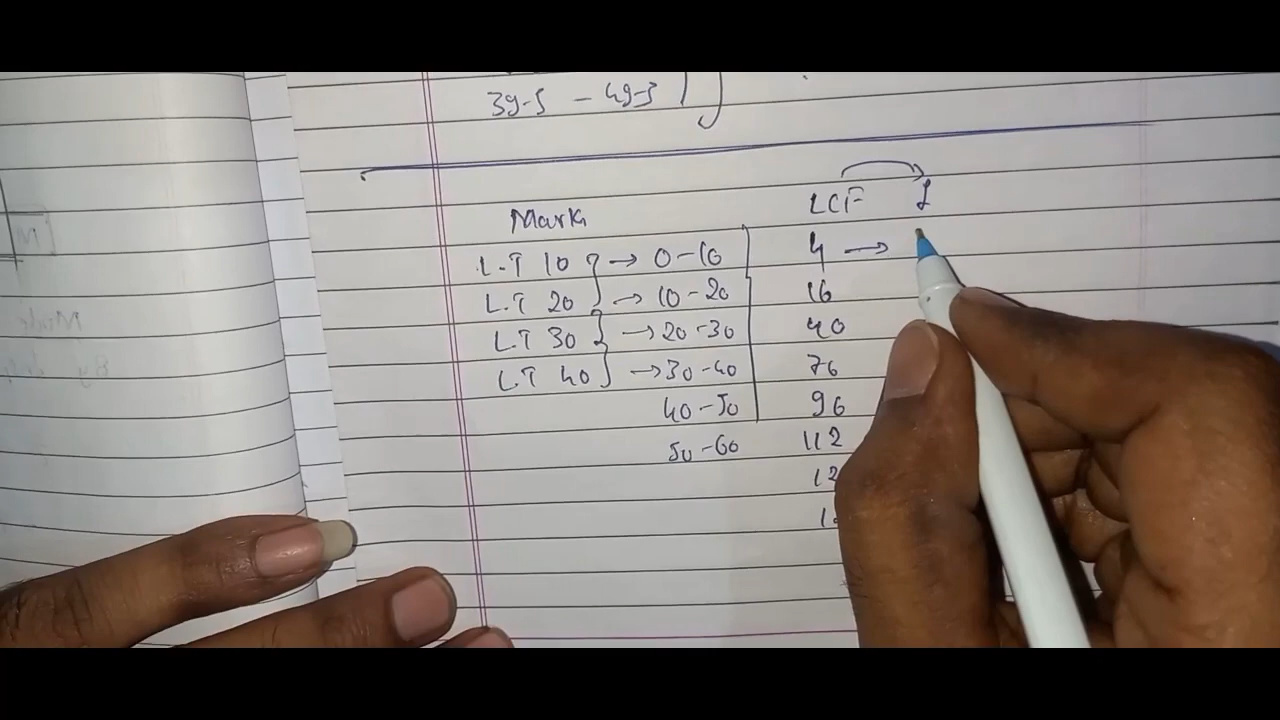 39.5 - 49.5
Mark LCF f
L.T 10 → 0-10 4 →
L.T 20 → 10-20 16
L.T 30 → 20-30 40
L.T 40 → 30-40 76
40-50 96
50-60 112